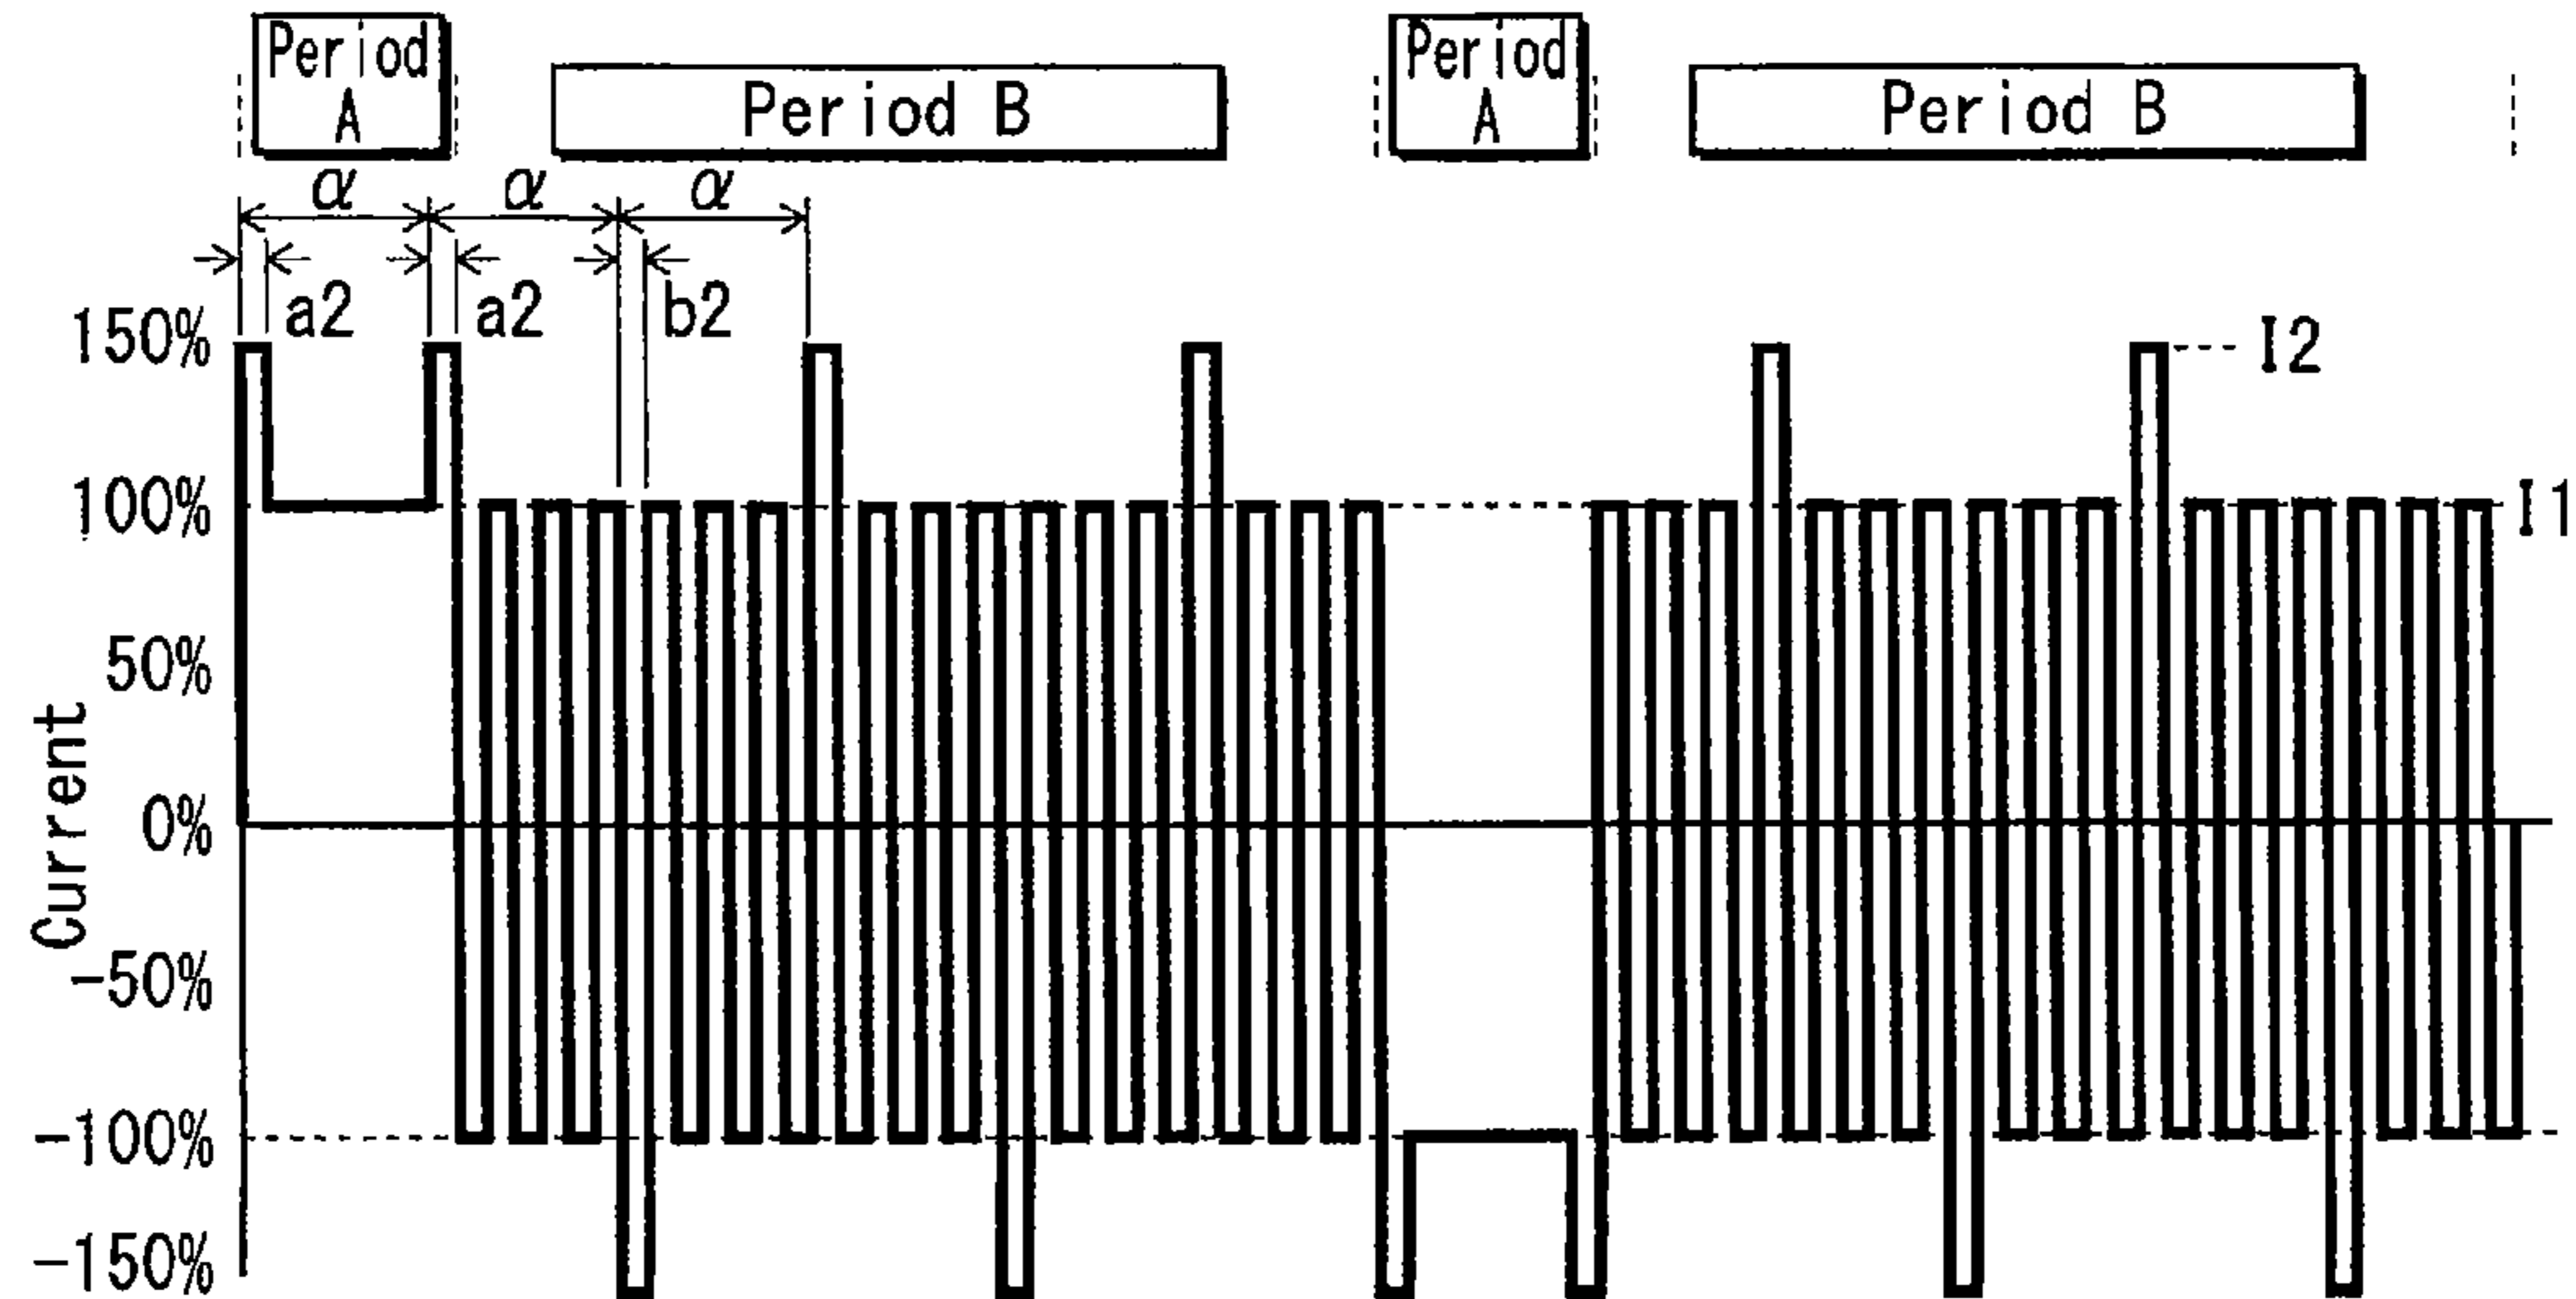 Period
A
Period B
Period
A
Period B
α
α
α
a2
a2
b2
150%
I2
100%
I1
50%
0%
-50%
-100%
-150%
Current